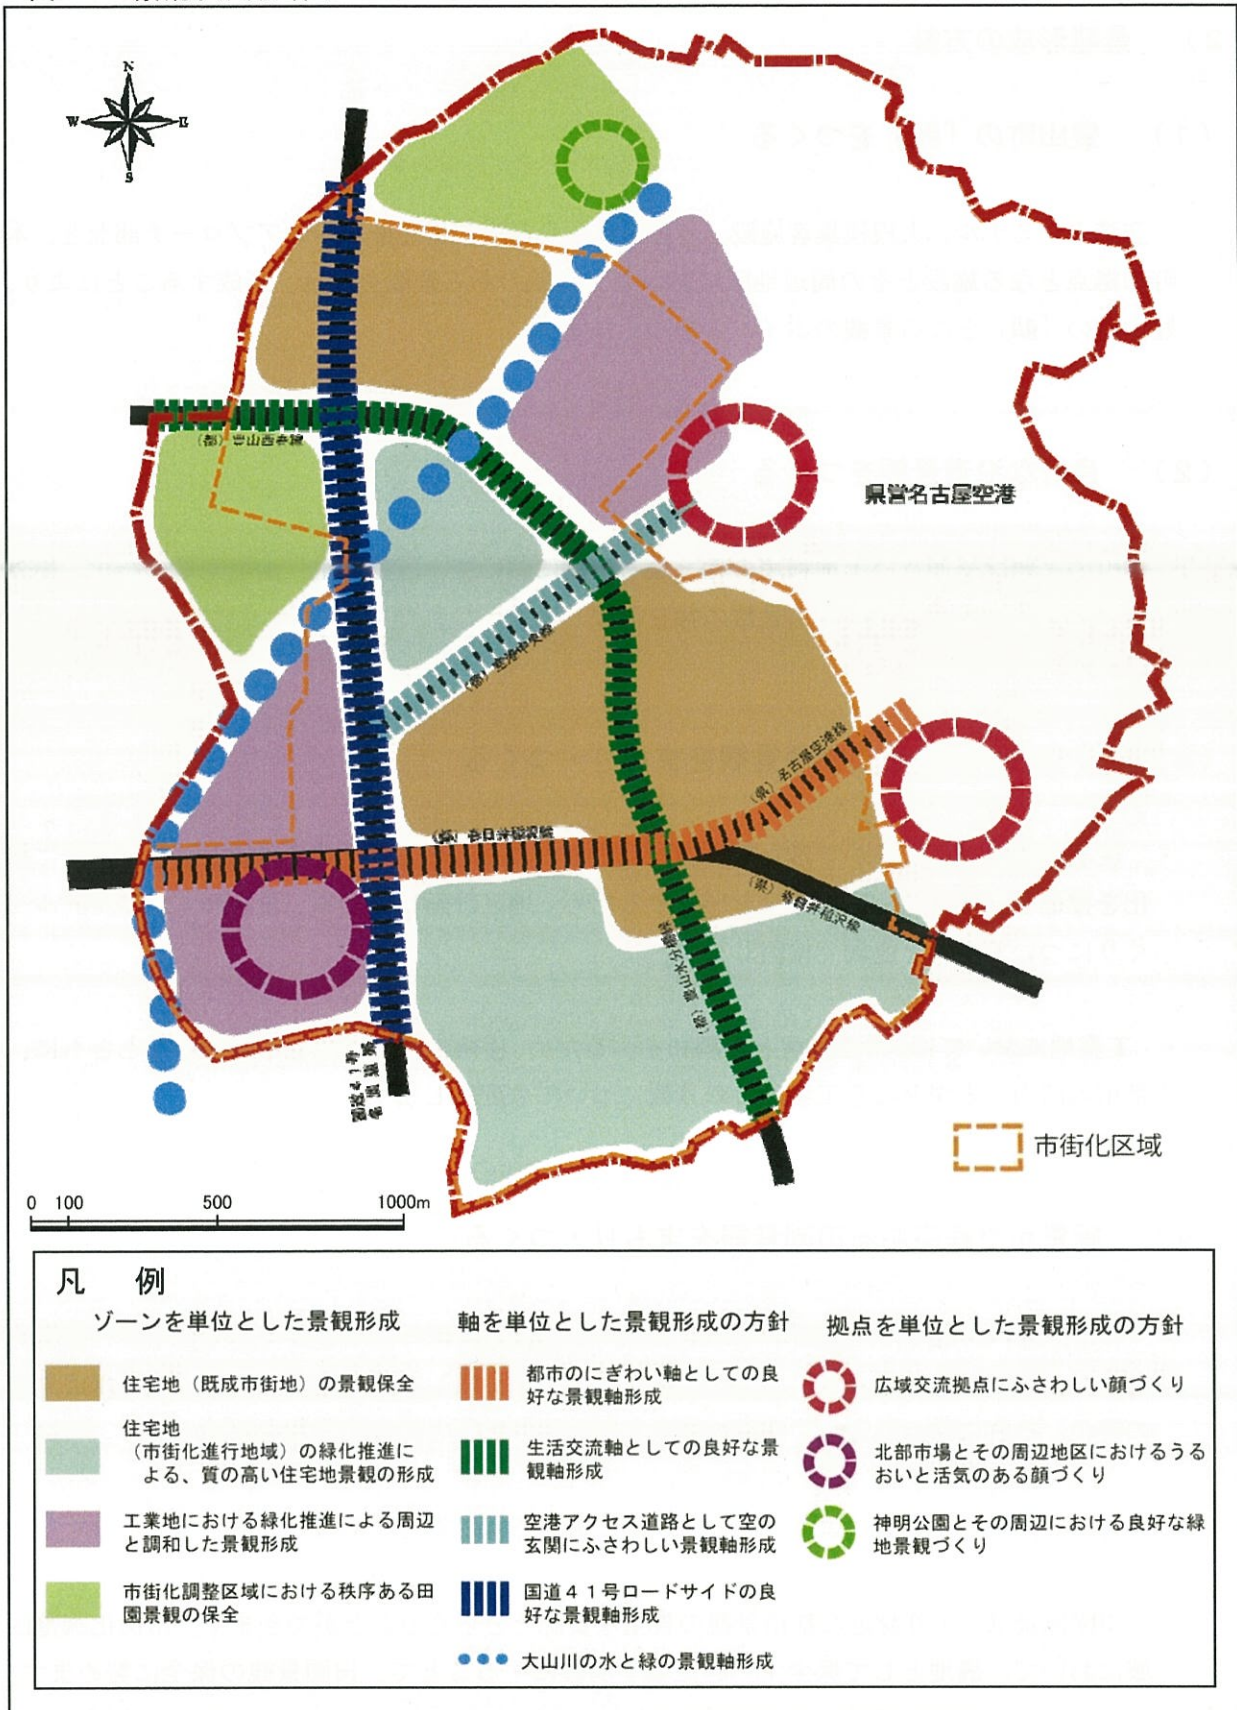 N
W
E
S
県営名古屋空港
(都) 空港中央線
(県) 名古屋空港線
(都) 春日井稲沢線
(県) 春日井稲沢線
(都) 豊山水分橋線
国道41号
市街化区域
0 100 500 1000m
凡 例
ゾーンを単位とした景観形成
住宅地(既成市街地)の景観保全
住宅地
(市街化進行地域)の緑化推進に
よる、質の高い住宅地景観の形成
工業地における緑化推進による周辺
と調和した景観形成
市街化調整区域における秩序ある田
園景観の保全
軸を単位とした景観形成の方針
都市のにぎわい軸としての良
好な景観軸形成
生活交流軸としての良好な景
観軸形成
空港アクセス道路として空の
玄関にふさわしい景観軸形成
国道41号ロードサイドの良
好な景観軸形成
大山川の水と緑の景観軸形成
拠点を単位とした景観形成の方針
広域交流拠点にふさわしい顔づくり
北部市場とその周辺地区におけるうる
おいと活気のある顔づくり
神明公園とその周辺における良好な緑
地景観づくり